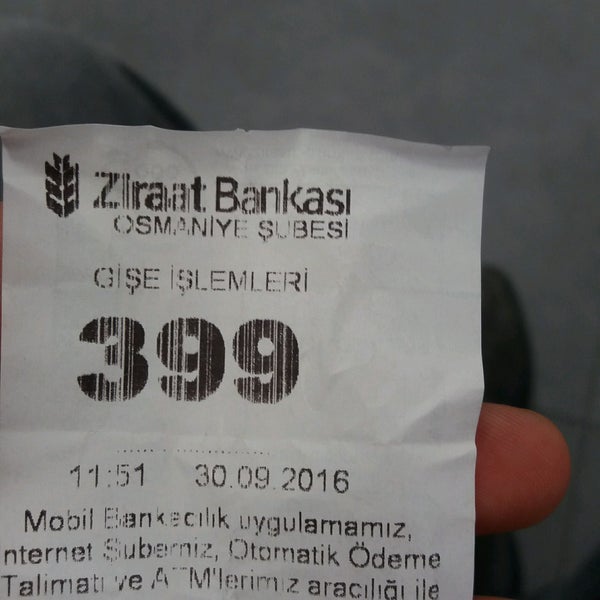 Ziraat Bankası
OSMANİYE ŞUBESİ
GİŞE İŞLEMLERİ
399
11:51 30.09.2016
Mobil Bankacılık uygulamamız,
nternet Şubemiz, Otomatik Ödeme
Talimatı ve ATM'lerimiz aracılığı ile